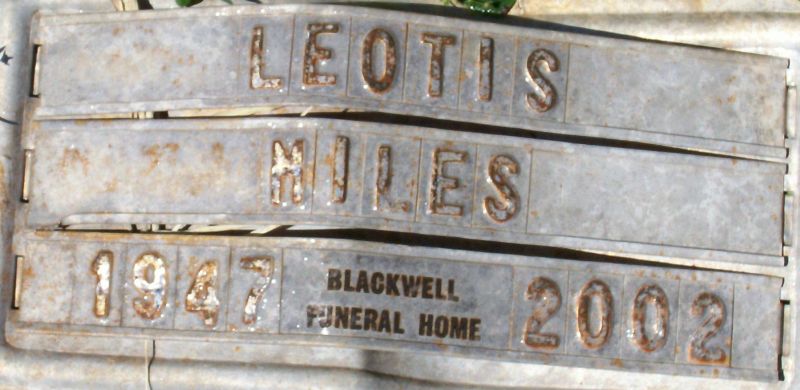 LEOTIS
MILES
1947 BLACKWELL FUNERAL HOME 2002